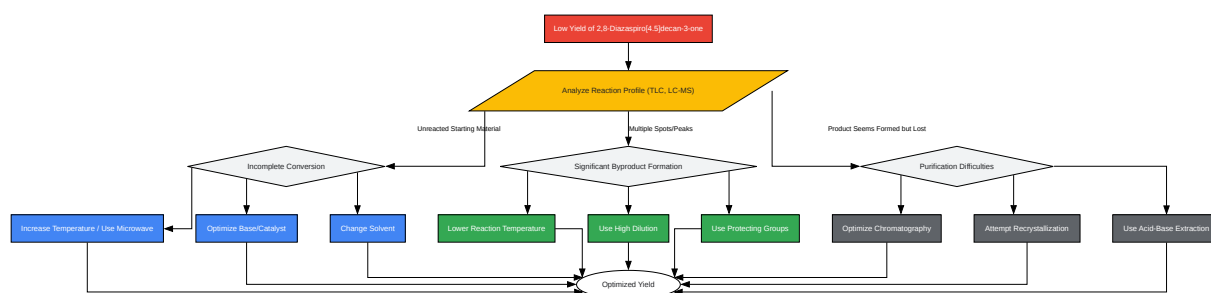 Low Yield of 2,8-Diazaspiro[4.5]decan-3-one
Analyze Reaction Profile (TLC, LC-MS)
Unreacted Starting Material
Multiple Spots/Peaks
Product Seems Formed but Lost
Incomplete Conversion
Significant Byproduct Formation
Purification Difficulties
Increase Temperature / Use Microwave
Optimize Base/Catalyst
Change Solvent
Lower Reaction Temperature
Use High Dilution
Use Protecting Groups
Optimize Chromatography
Attempt Recrystallization
Use Acid-Base Extraction
Optimized Yield